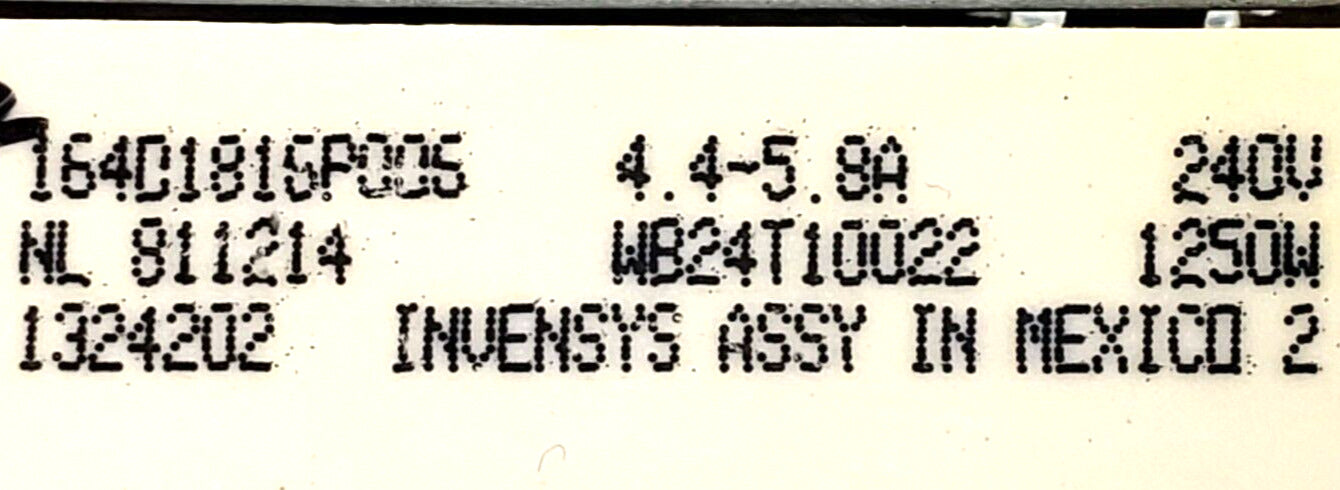 164D1816P005 4.4-5.8A 240V
NL 811214 WB24T10022 1250W
1324202 INVENSYS ASSY IN MEXICO 2